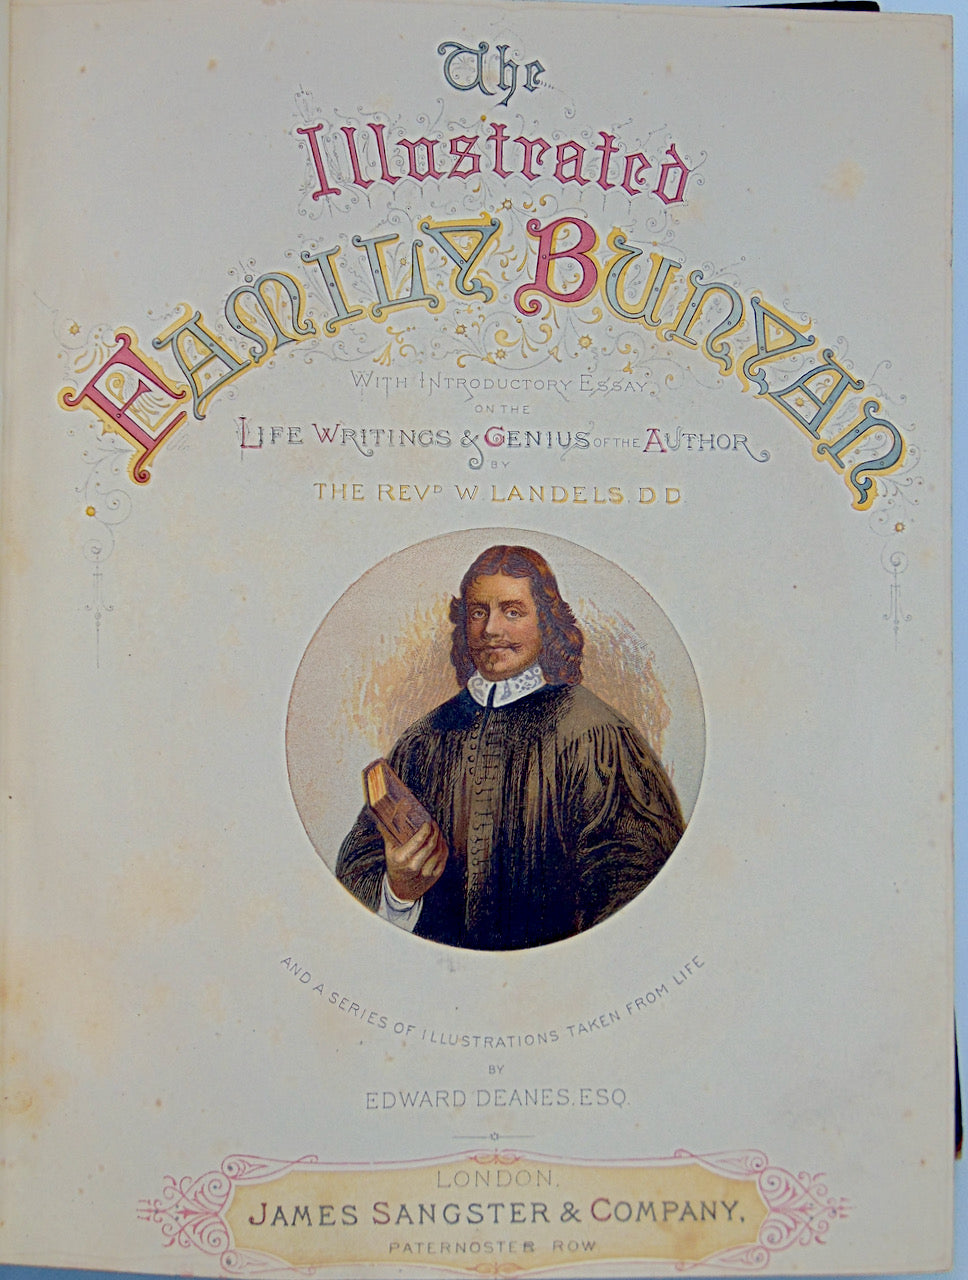 The
Illustrated
FAMILY BUNYAN
WITH INTRODUCTORY ESSAY,
ON THE
LIFE WRITINGS & GENIUS OF THE AUTHOR
BY
THE REVD W. LANDELS. D D.
AND A SERIES OF ILLUSTRATIONS TAKEN FROM LIFE
BY
EDWARD DEANES, ESQ.
LONDON,
JAMES SANGSTER & COMPANY,
PATERNOSTER ROW